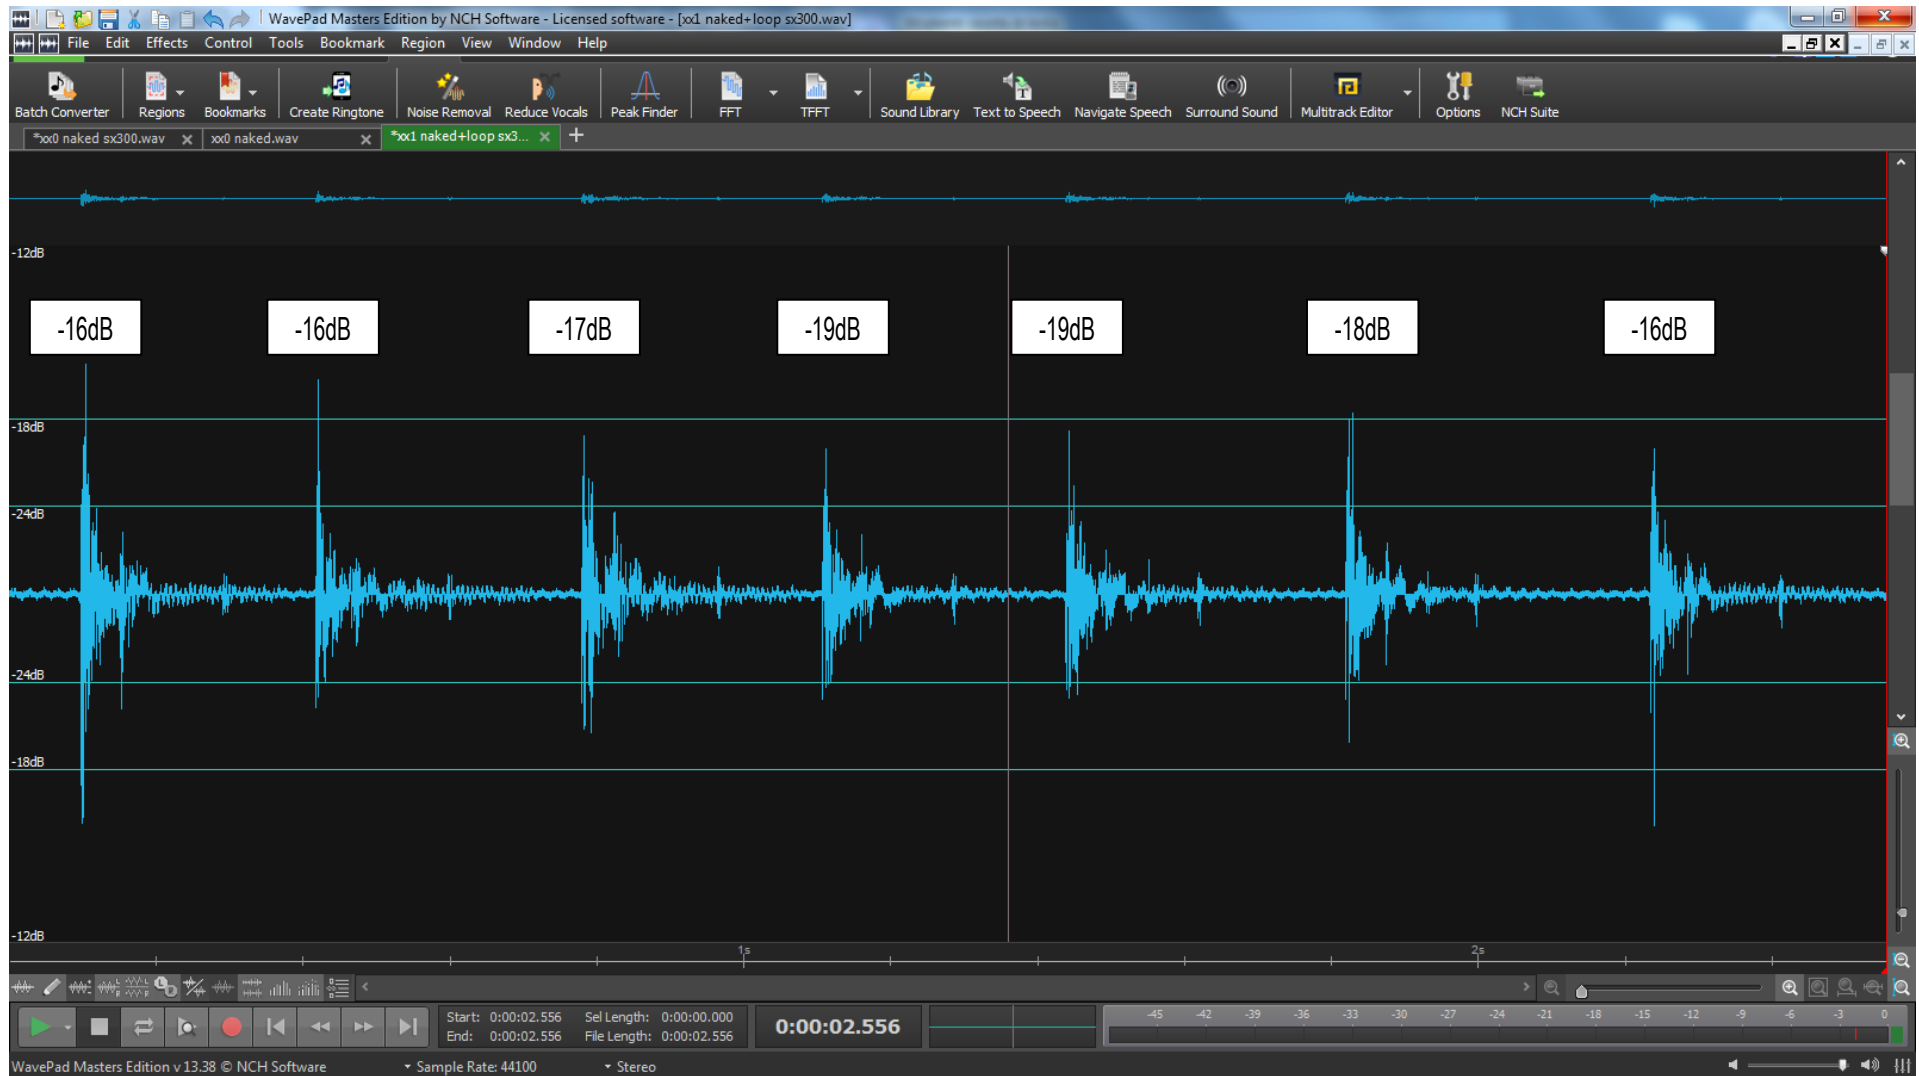 WavePad Masters Edition by NCH Software - Licensed software - [xx1 naked+loop sx300.wav]
File Edit Effects Control Tools Bookmark Region View Window Help
Batch Converter Regions Bookmarks Create Ringtone Noise Removal Reduce Vocals Peak Finder FFT TFFT Sound Library Text to Speech Navigate Speech Surround Sound Multitrack Editor Options NCH Suite
*xx0 naked sx300.wav xx0 naked.wav *xx1 naked+loop sx3...
-12dB
-16dB -16dB -17dB -19dB -19dB -18dB -16dB
-18dB
-24dB
-24dB
-18dB
-12dB
1s 2s
Start: 0:00:02.556 Sel Length: 0:00:00.000
End: 0:00:02.556 File Length: 0:00:02.556
0:00:02.556
-45 -42 -39 -36 -33 -30 -27 -24 -21 -18 -15 -12 -9 -6 -3 0
WavePad Masters Edition v 13.38 © NCH Software Sample Rate: 44100 Stereo